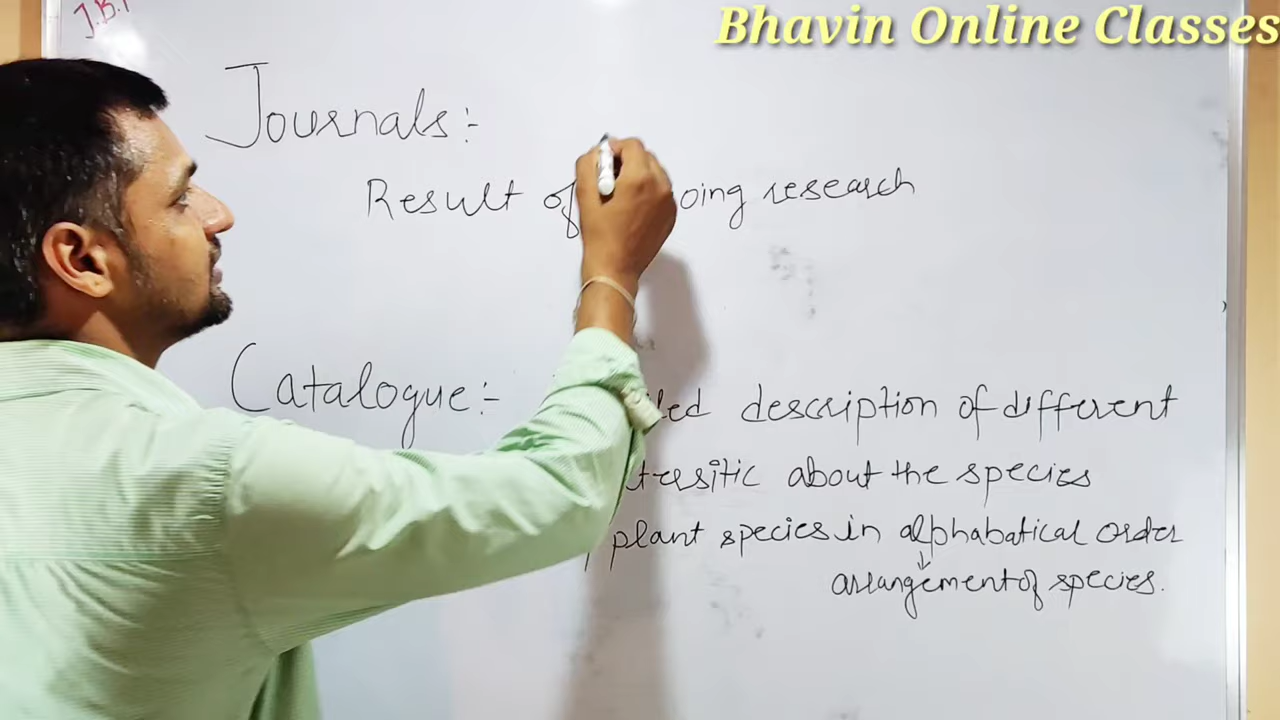 J.B.
Bhavin Online Classes
Journals:-
Result of oing research
Catalogue:- description of different
about the species
plant species in alphabatical order
arrangement of species.